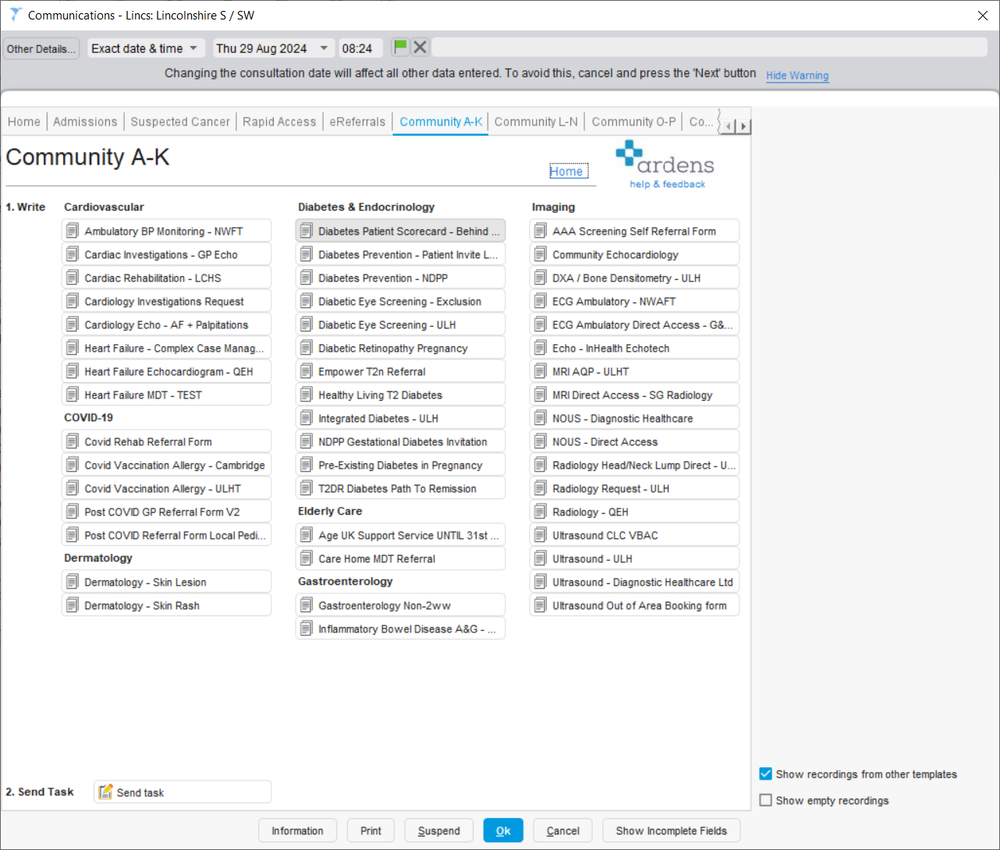 Communications - Lincs: Lincolnshire S / SW
Other Details... Exact date & time Thu 29 Aug 2024 08:24
Changing the consultation date will affect all other data entered. To avoid this, cancel and press the 'Next' button Hide Warning
Home Admissions Suspected Cancer Rapid Access eReferrals Community A-K Community L-N Community O-P Co...
Community A-K
Home
ardens
help & feedback
1. Write
Cardiovascular
Ambulatory BP Monitoring - NWFT
Cardiac Investigations - GP Echo
Cardiac Rehabilitation - LCHS
Cardiology Investigations Request
Cardiology Echo - AF + Palpitations
Heart Failure - Complex Case Manag...
Heart Failure Echocardiogram - QEH
Heart Failure MDT - TEST
COVID-19
Covid Rehab Referral Form
Covid Vaccination Allergy - Cambridge
Covid Vaccination Allergy - ULHT
Post COVID GP Referral Form V2
Post COVID Referral Form Local Pedi...
Dermatology
Dermatology - Skin Lesion
Dermatology - Skin Rash
Diabetes & Endocrinology
Diabetes Patient Scorecard - Behind ...
Diabetes Prevention - Patient Invite L...
Diabetes Prevention - NDPP
Diabetic Eye Screening - Exclusion
Diabetic Eye Screening - ULH
Diabetic Retinopathy Pregnancy
Empower T2n Referral
Healthy Living T2 Diabetes
Integrated Diabetes - ULH
NDPP Gestational Diabetes Invitation
Pre-Existing Diabetes in Pregnancy
T2DR Diabetes Path To Remission
Elderly Care
Age UK Support Service UNTIL 31st ...
Care Home MDT Referral
Gastroenterology
Gastroenterology Non-2ww
Inflammatory Bowel Disease A&G - ...
Imaging
AAA Screening Self Referral Form
Community Echocardiology
DXA / Bone Densitometry - ULH
ECG Ambulatory - NWAFT
ECG Ambulatory Direct Access - G&...
Echo - InHealth Echotech
MRI AQP - ULHT
MRI Direct Access - SG Radiology
NOUS - Diagnostic Healthcare
NOUS - Direct Access
Radiology Head/Neck Lump Direct - U...
Radiology Request - ULH
Radiology - QEH
Ultrasound CLC VBAC
Ultrasound - ULH
Ultrasound - Diagnostic Healthcare Ltd
Ultrasound Out of Area Booking form
Show recordings from other templates
Show empty recordings
2. Send Task Send task
Information Print Suspend Ok Cancel Show Incomplete Fields